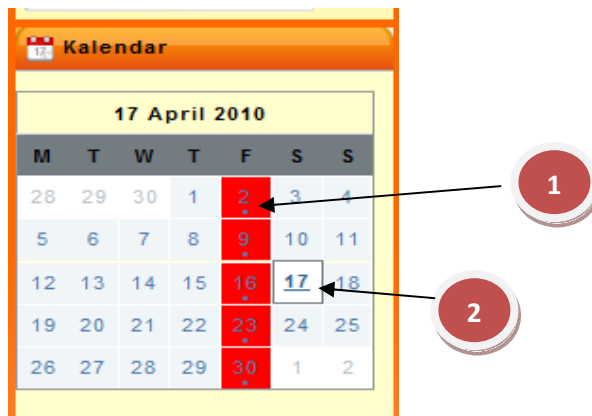 17 Kalendar
17 April 2010
M T W T F S S
28 29 30 1 2 3 4
5 6 7 8 9 10 11
12 13 14 15 16 17 18
19 20 21 22 23 24 25
26 27 28 29 30 1 2
1
2